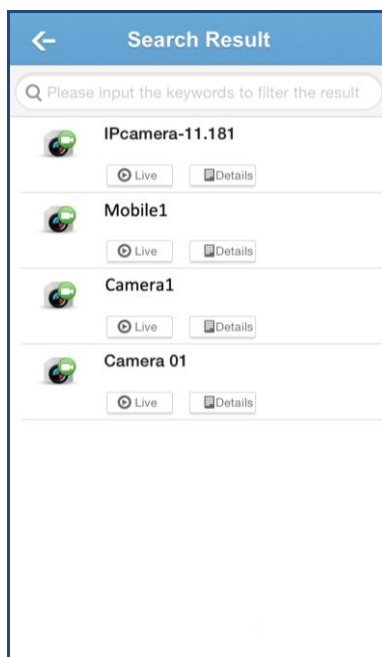 Search Result
Please input the keywords to filter the result
IPcamera-11.181
Live Details
Mobile1
Live Details
Camera1
Live Details
Camera 01
Live Details